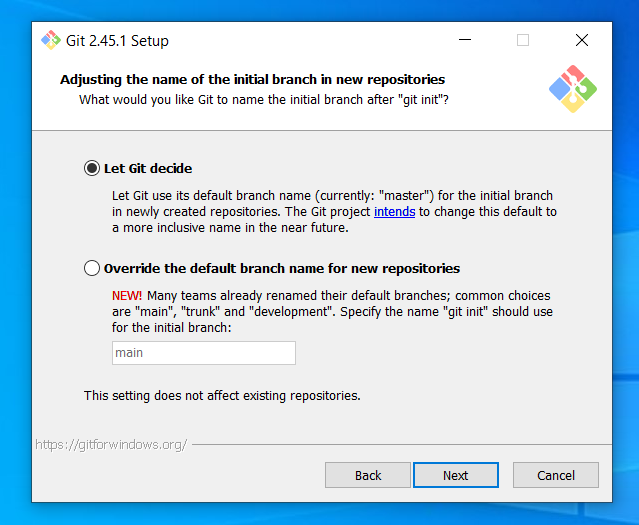 Git 2.45.1 Setup
Adjusting the name of the initial branch in new repositories
What would you like Git to name the initial branch after "git init"?
Let Git decide
Let Git use its default branch name (currently: "master") for the initial branch
in newly created repositories. The Git project intends to change this default to
a more inclusive name in the near future.
Override the default branch name for new repositories
NEW! Many teams already renamed their default branches; common choices
are "main", "trunk" and "development". Specify the name "git init" should use
for the initial branch:
main
This setting does not affect existing repositories.
https://gitforwindows.org/
Back Next Cancel